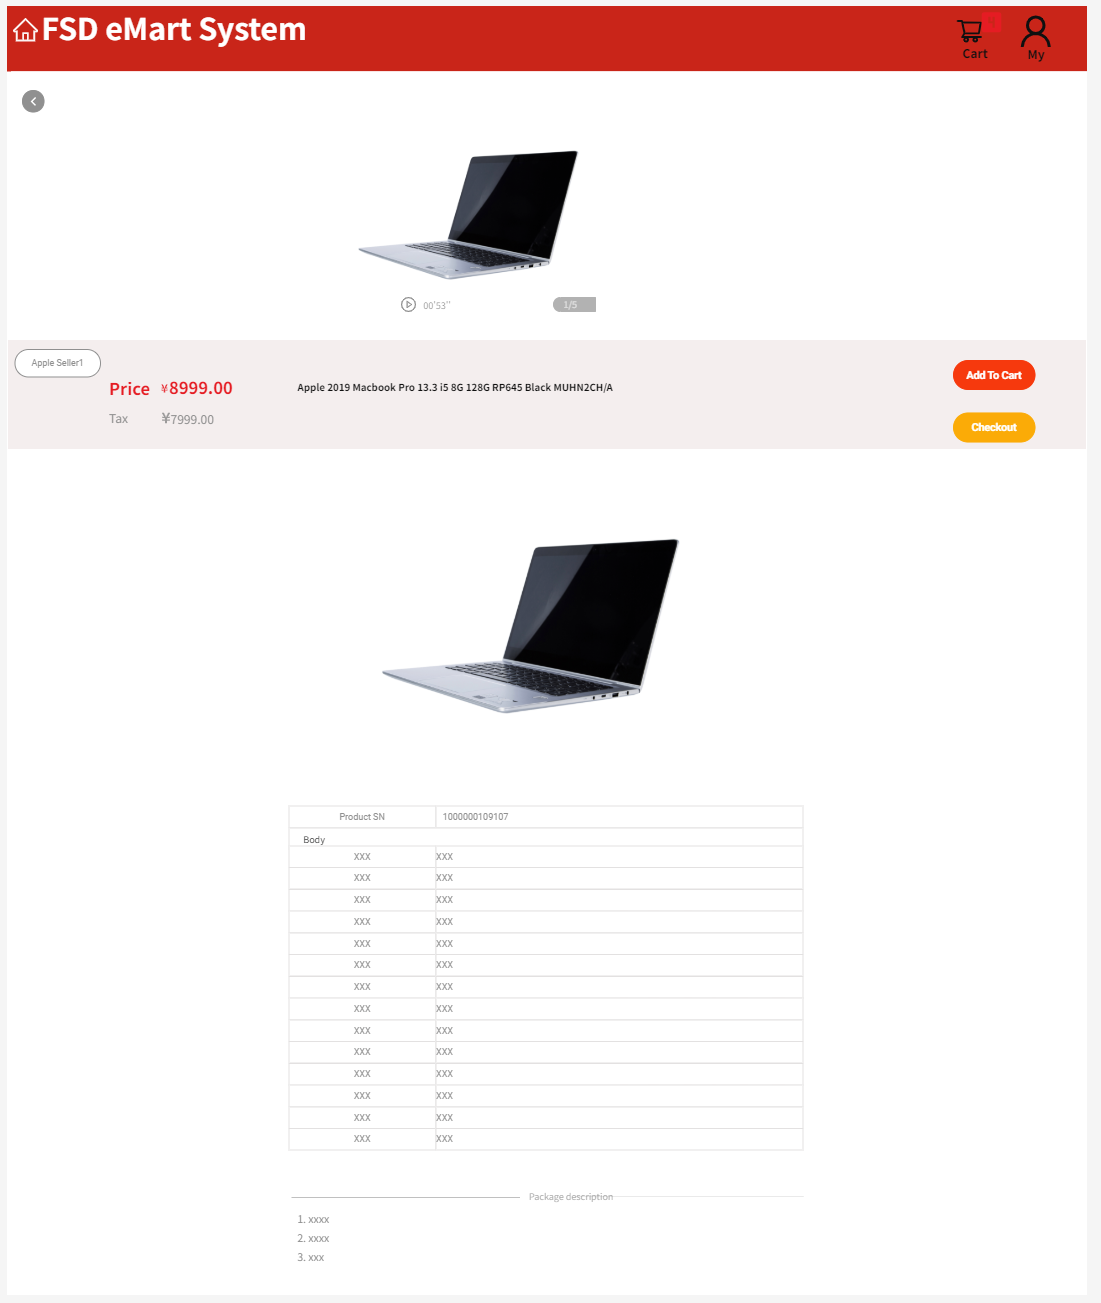 FSD eMart System
Cart
My
00'53''
1/5
Apple Seller1
Price ¥8999.00
Apple 2019 Macbook Pro 13.3 i5 8G 128G RP645 Black MUHN2CH/A
Add To Cart
Tax ¥7999.00
Checkout
Product SN 1000000109107
Body
XXX XXX
XXX XXX
XXX XXX
XXX XXX
XXX XXX
XXX XXX
XXX XXX
XXX XXX
XXX XXX
XXX XXX
XXX XXX
XXX XXX
XXX XXX
XXX XXX
Package description
1. xxxx
2. xxxx
3. xxx